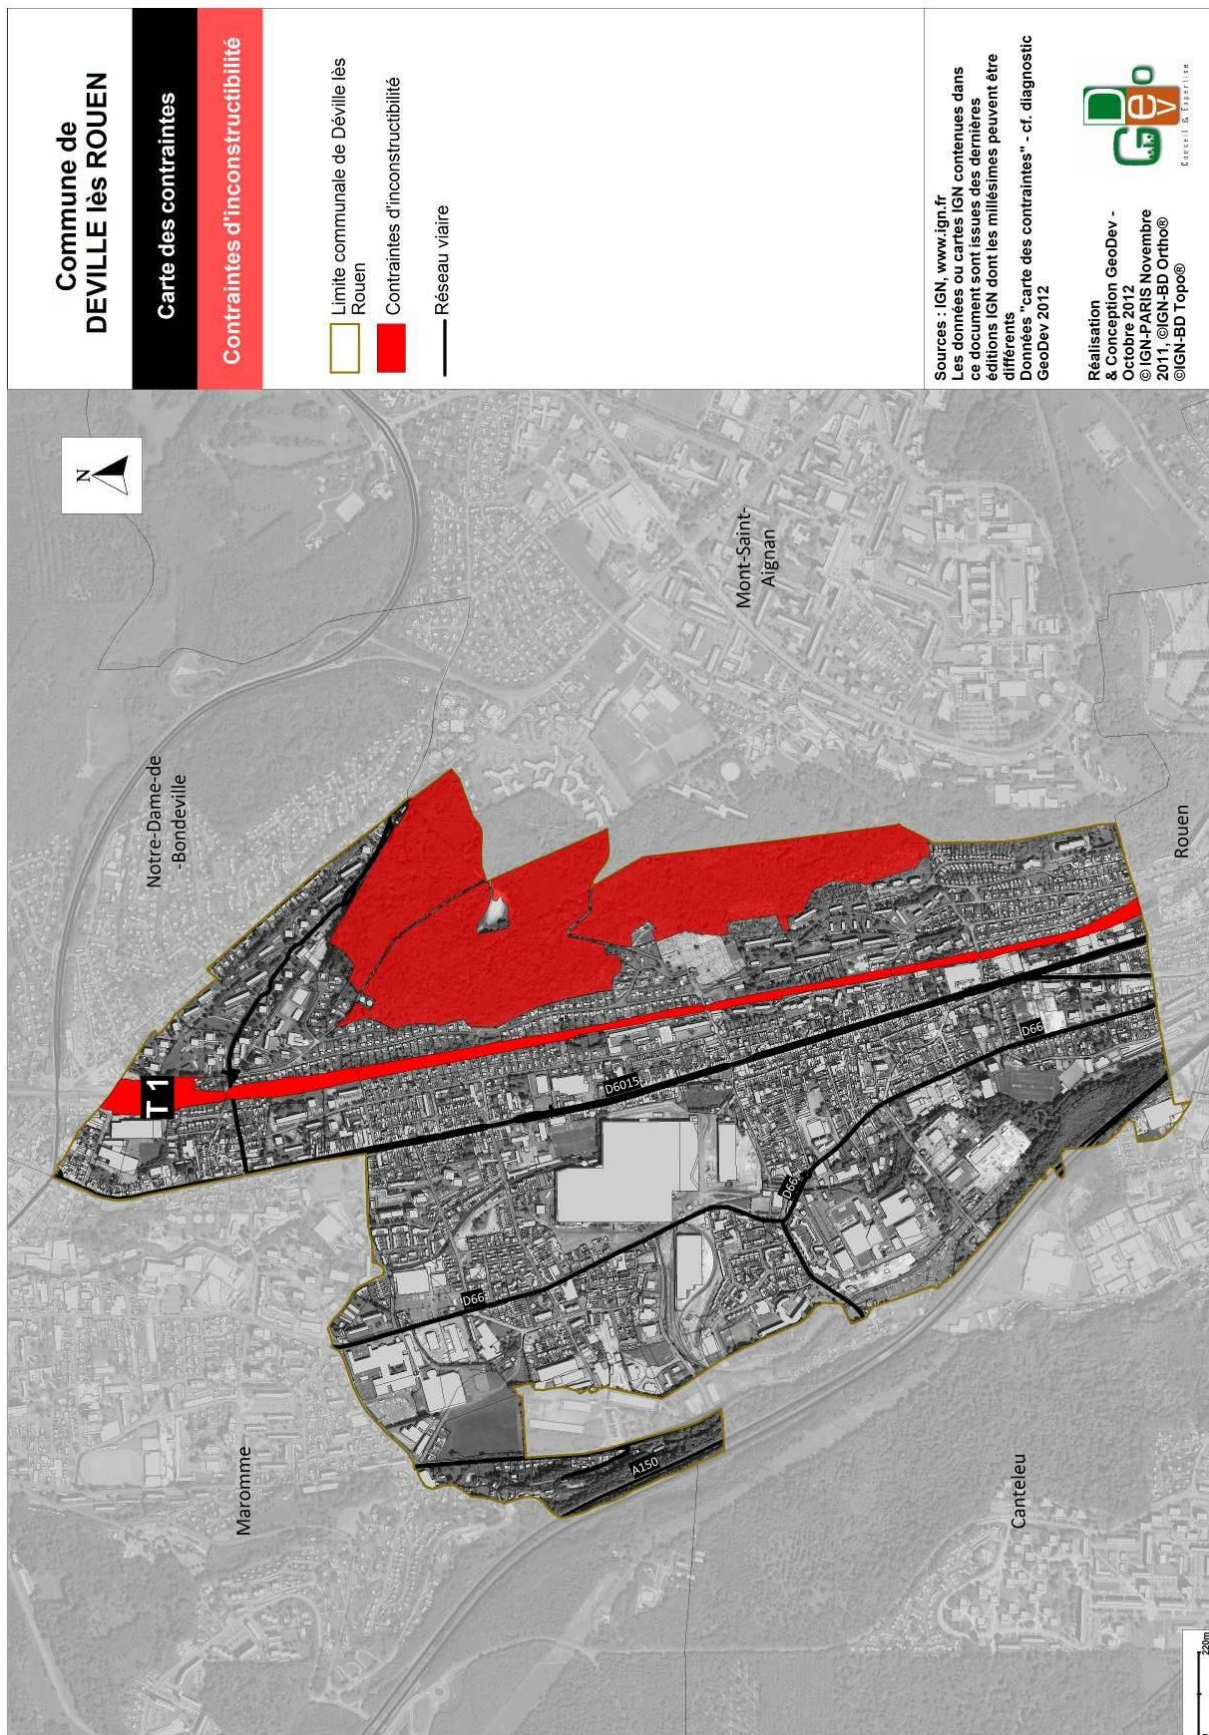 Commune de
DEVILLE lès ROUEN
Carte des contraintes
Contraintes d'inconstructibilité
Limite communale de Déville lès
Rouen
Contraintes d'inconstructibilité
Réseau viaire
Sources : IGN, www.ign.fr
Les données ou cartes IGN contenues dans
ce document sont issues des dernières
éditions IGN dont les millésimes peuvent être
différents
Données "carte des contraintes" - cf. diagnostic
GeoDev 2012
Réalisation
& Conception GeoDev -
Octobre 2012
© IGN-PARIS Novembre
2011, ©IGN-BD Ortho®
©IGN-BD Topo®
GeoDev
Conseil & Expertise
N
Notre-Dame-de
-Bondeville
Mont-Saint-
Aignan
Rouen
Maromme
Canteleu
T 1
D6015
D66
D66
D66
A150
220m